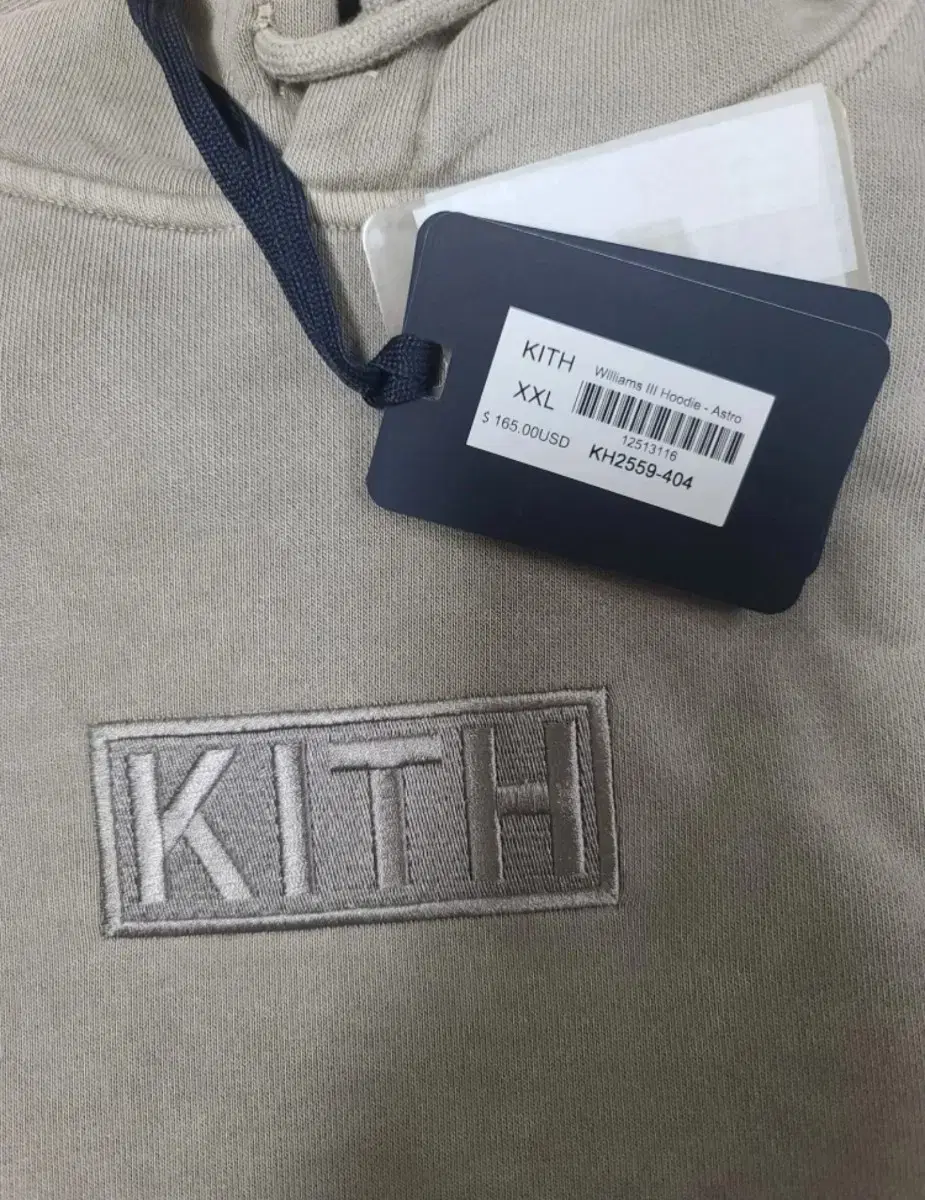 KITH
Williams III Hoodie - Astro
XXL
12513116
$ 165.00USD
KH2559-404
KITH